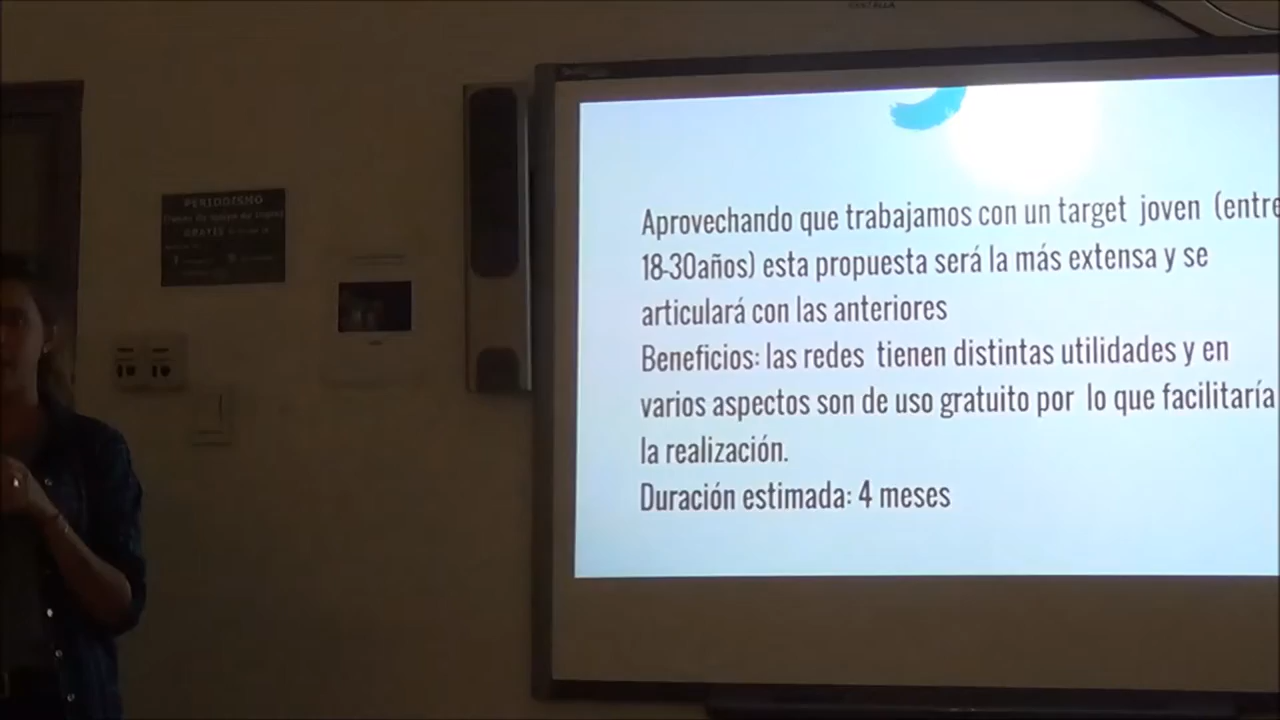 PANTALLA
PERIODISMO
GRATIS
Aprovechando que trabajamos con un target joven (entre
18-30años) esta propuesta será la más extensa y se
articulará con las anteriores
Beneficios: las redes tienen distintas utilidades y en
varios aspectos son de uso gratuito por lo que facilitaría
la realización.
Duración estimada: 4 meses